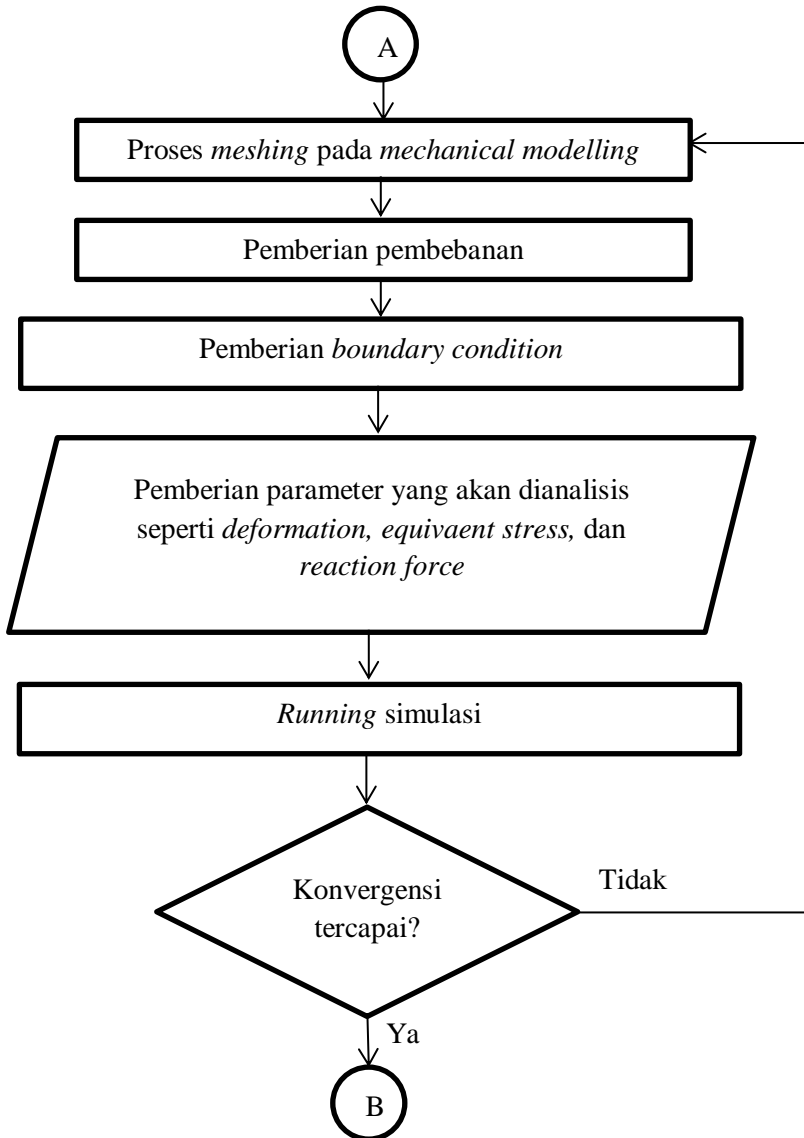 A
Proses meshing pada mechanical modelling
Pemberian pembebanan
Pemberian boundary condition
Pemberian parameter yang akan dianalisis
seperti deformation, equivaent stress, dan
reaction force
Running simulasi
Konvergensi
tercapai?
Tidak
Ya
B